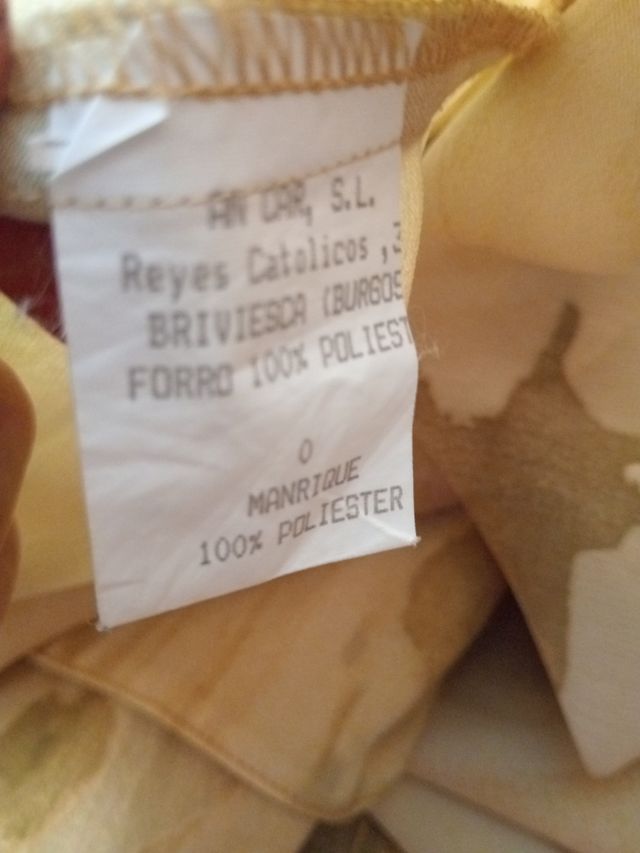 AN CAR, S.L.
Reyes Catolicos ,3
BRIVIESCA (BURGOS
FORRO 100% POLIEST
0
MANRIQUE
100% POLIESTER